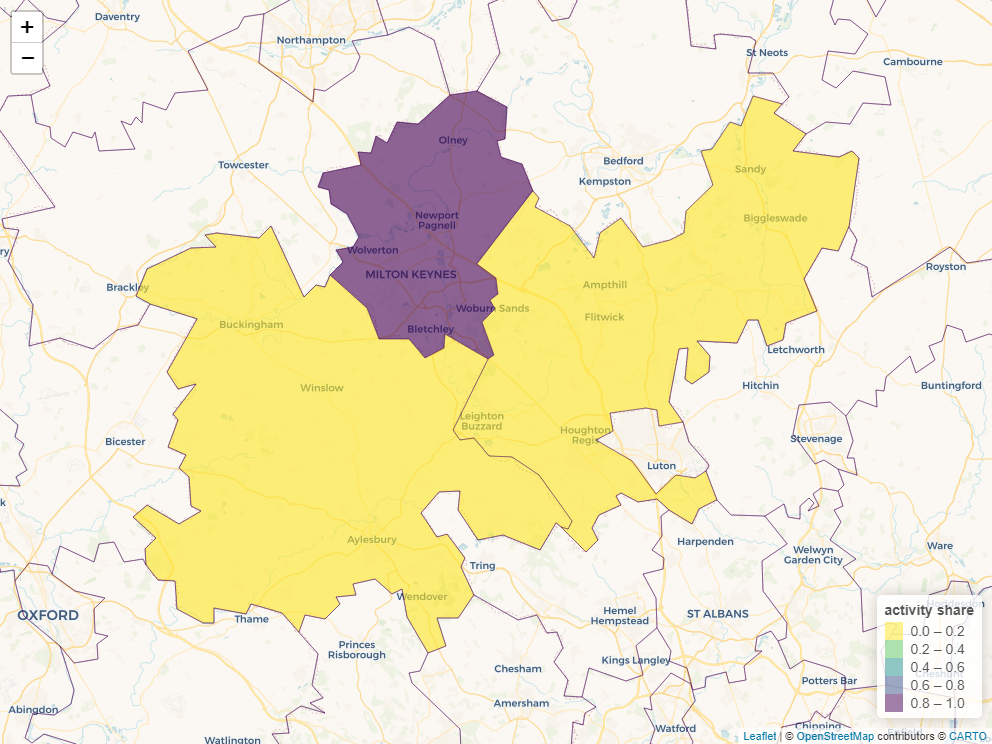 +
−
Daventry
Northampton
St Neots
Cambourne
Olney
Towcester
Bedford
Kempston
Sandy
Newport
Pagnell
Biggleswade
ry
Wolverton
MILTON KEYNES
Royston
Brackley
Ampthill
Woburn Sands
Flitwick
Buckingham
Bletchley
Letchworth
Winslow
Hitchin
Buntingford
Leighton
Buzzard
Houghton
Regis
Bicester
Stevenage
Luton
k
Aylesbury
Harpenden
Welwyn
Garden City
Ware
Tring
Wendover
OXFORD
Thame
Hemel
Hempstead
ST ALBANS
activity share
0.0 – 0.2
0.2 – 0.4
0.4 – 0.6
0.6 – 0.8
0.8 – 1.0
Princes
Risborough
Kings Langley
Chesham
Cheshunt
Potters Bar
Abingdon
Amersham
Watford
Chipping
Watlington
Leaflet | © OpenStreetMap contributors © CARTO